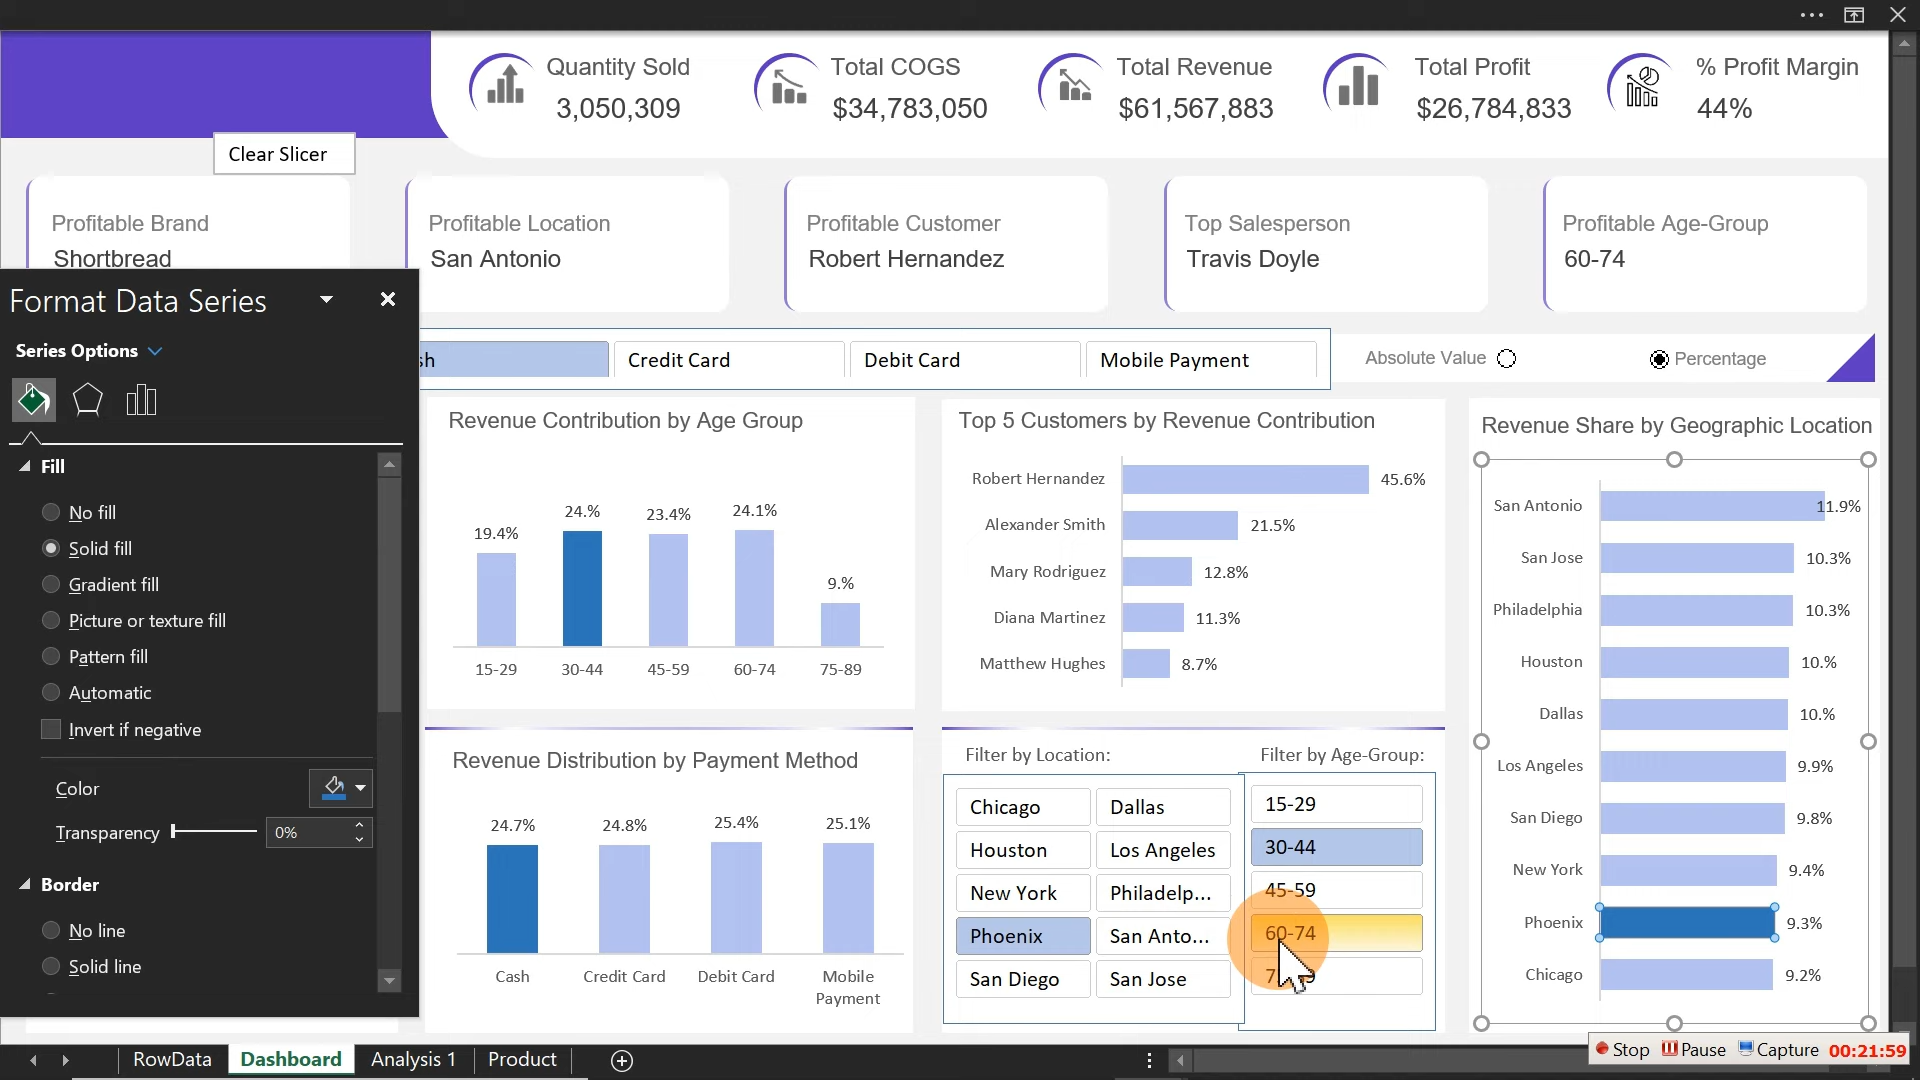 Quantity Sold
3,050,309
Total COGS
$34,783,050
Total Revenue
$61,567,883
Total Profit
$26,784,833
% Profit Margin
44%
Clear Slicer
Profitable Brand
Shortbread
Profitable Location
San Antonio
Profitable Customer
Robert Hernandez
Top Salesperson
Travis Doyle
Profitable Age-Group
60-74
Format Data Series
Series Options
Fill
No fill
Solid fill
Gradient fill
Picture or texture fill
Pattern fill
Automatic
Invert if negative
Color
Transparency 0%
Border
No line
Solid line
sh
Credit Card
Debit Card
Mobile Payment
Absolute Value
Percentage
Revenue Contribution by Age Group
19.4%
24.%
23.4%
24.1%
9.%
15-29
30-44
45-59
60-74
75-89
Top 5 Customers by Revenue Contribution
Robert Hernandez 45.6%
Alexander Smith 21.5%
Mary Rodriguez 12.8%
Diana Martinez 11.3%
Matthew Hughes 8.7%
Revenue Share by Geographic Location
San Antonio 11.9%
San Jose 10.3%
Philadelphia 10.3%
Houston 10.%
Dallas 10.%
Los Angeles 9.9%
San Diego 9.8%
New York 9.4%
Phoenix 9.3%
Chicago 9.2%
Revenue Distribution by Payment Method
24.7%
24.8%
25.4%
25.1%
Cash
Credit Card
Debit Card
Mobile
Payment
Filter by Location:
Chicago
Dallas
Houston
Los Angeles
New York
Philadelp...
Phoenix
San Anto...
San Diego
San Jose
Filter by Age-Group:
15-29
30-44
45-59
60-74
RowData
Dashboard
Analysis 1
Product
Stop
Pause
Capture
00:21:59